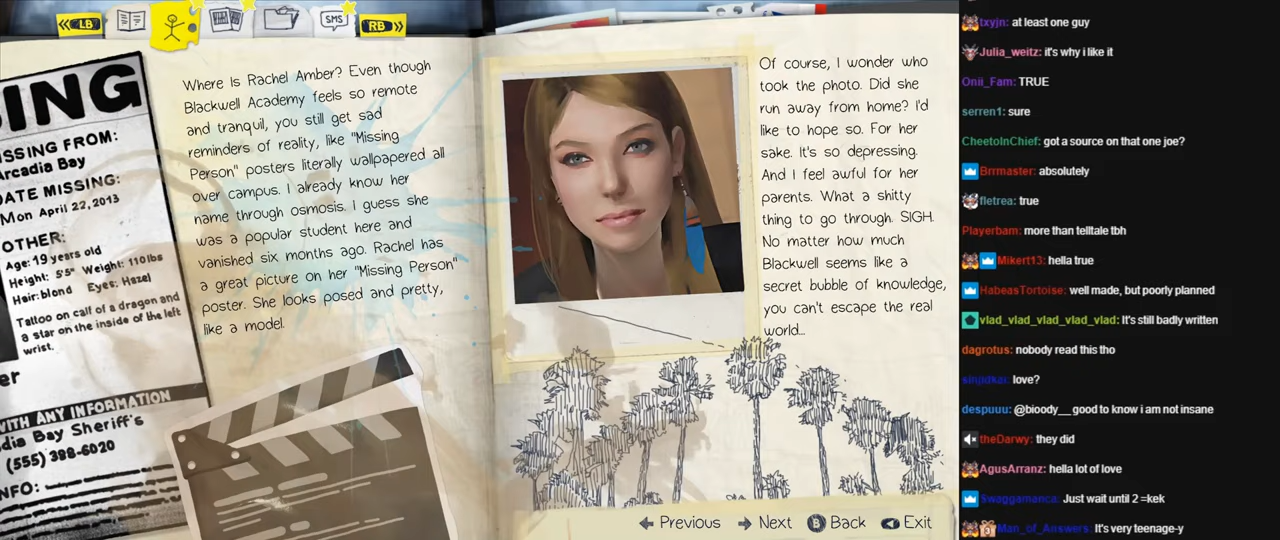 LB
SMS
RB
ING
ISSING FROM:
Arcadia Bay
DATE MISSING:
Mon April 22, 2013
OTHER:
Age: 19 years old
Height: 5'5" Weight: 110lbs
Hair: blond Eyes: Hazel
Tattoo on calf of a dragon and
a star on the inside of the left
wrist.
er
WITH ANY INFORMATION
dia Bay Sheriff's
(555) 398-6020
NFO:
Where Is Rachel Amber? Even though
Blackwell Academy feels so remote
and tranquil, you still get sad
reminders of reality, like "Missing
Person" posters literally wallpapered all
over campus. I already know her
name through osmosis. I guess she
was a popular student here and
vanished six months ago. Rachel has
a great picture on her "Missing Person"
poster. She looks posed and pretty,
like a model.
Of course, I wonder who
took the photo. Did she
run away from home? I'd
like to hope so. For her
sake. It's so depressing.
And I feel awful for her
parents. What a shitty
thing to go through. SIGH.
No matter how much
Blackwell seems like a
secret bubble of knowledge,
you can't escape the real
world...
Previous Next B Back Exit
txyjn: at least one guy
Julia_weitz: it's why i like it
Onii_Fam: TRUE
serren1: sure
CheetoInChief: got a source on that one joe?
Brrmaster: absolutely
fletrea: true
Playerbam: more than telltale tbh
Mikert13: hella true
HabeasTortoise: well made, but poorly planned
vlad_vlad_vlad_vlad_vlad: It's still badly written
dagrotus: nobody read this tho
sinjidkai: love?
despuuu: @bioody__ good to know i am not insane
theDarwy: they did
AgusArranz: hella lot of love
Swaggamanca: Just wait until 2 =kek
Man_of_Answers: It's very teenage-y